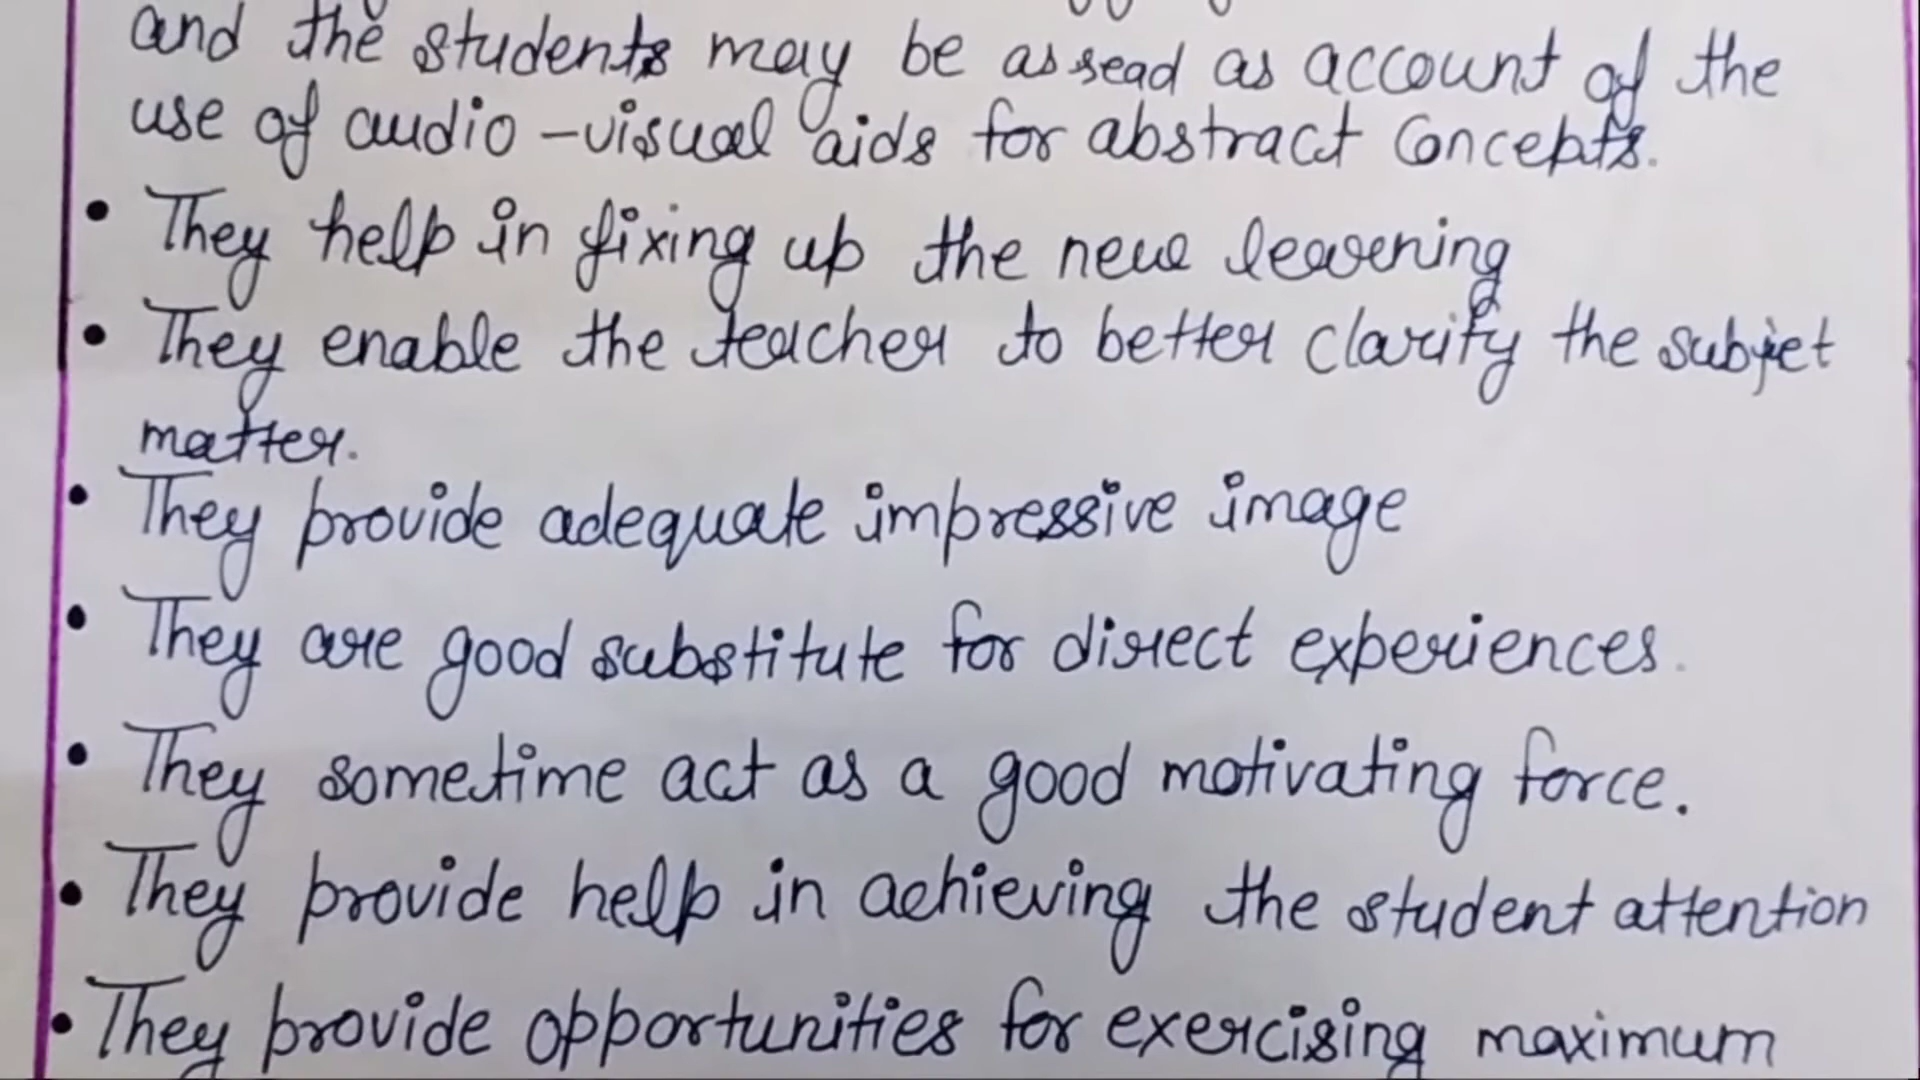 and the students may be assead as account of the
use of audio-visual aids for abstract Concepts.
• They help in fixing up the new learening
• They enable the teacher to better clarify the subjet
matter.
• They provide adequate impressive image
• They are good substitute for direct experiences.
• They sometime act as a good motivating force.
• They provide help in achieving the student attention
• They provide opportunities for exercising maximum